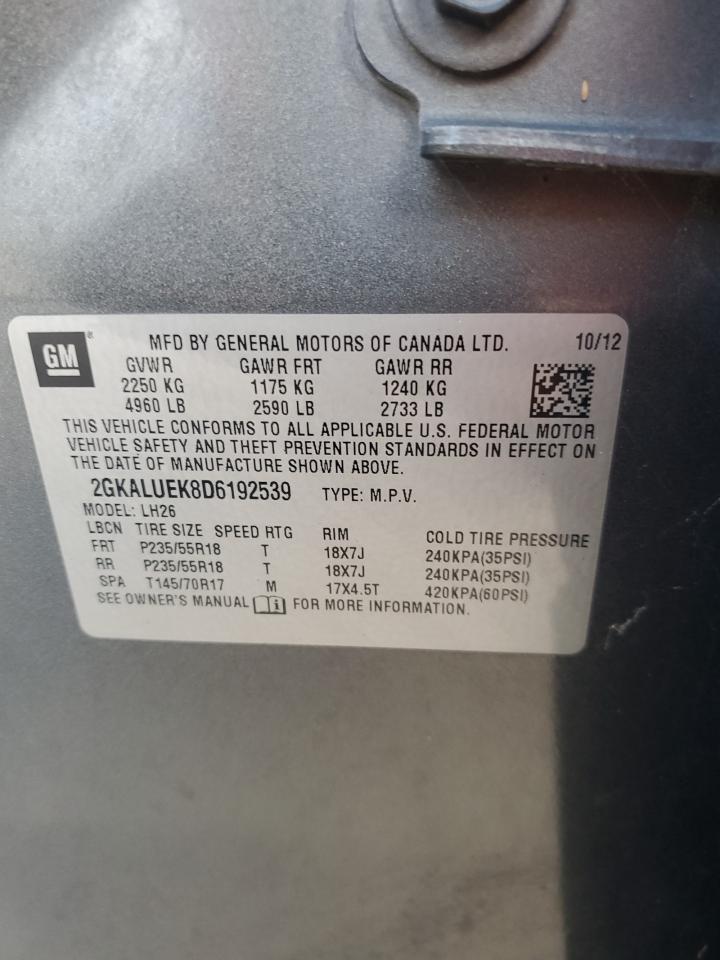 GM® MFD BY GENERAL MOTORS OF CANADA LTD. 10/12
GVWR GAWR FRT GAWR RR
2250 KG 1175 KG 1240 KG
4960 LB 2590 LB 2733 LB
THIS VEHICLE CONFORMS TO ALL APPLICABLE U.S. FEDERAL MOTOR
VEHICLE SAFETY AND THEFT PREVENTION STANDARDS IN EFFECT ON
THE DATE OF MANUFACTURE SHOWN ABOVE.
2GKALUEK8D6192539 TYPE: M.P.V.
MODEL: LH26
LBCN TIRE SIZE SPEED RTG RIM COLD TIRE PRESSURE
FRT P235/55R18 T 18X7J 240KPA(35PSI)
RR P235/55R18 T 18X7J 240KPA(35PSI)
SPA T145/70R17 M 17X4.5T 420KPA(60PSI)
SEE OWNER'S MANUAL i FOR MORE INFORMATION.